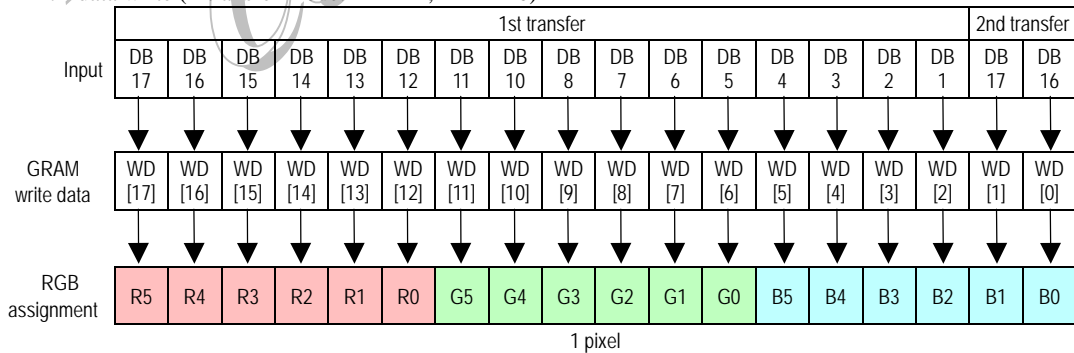 1st transfer 2nd transfer
Input DB 17 DB 16 DB 15 DB 14 DB 13 DB 12 DB 11 DB 10 DB 8 DB 7 DB 6 DB 5 DB 4 DB 3 DB 2 DB 1 DB 17 DB 16
GRAM write data WD [17] WD [16] WD [15] WD [14] WD [13] WD [12] WD [11] WD [10] WD [9] WD [8] WD [7] WD [6] WD [5] WD [4] WD [3] WD [2] WD [1] WD [0]
RGB assignment R5 R4 R3 R2 R1 R0 G5 G4 G3 G2 G1 G0 B5 B4 B3 B2 B1 B0
1 pixel